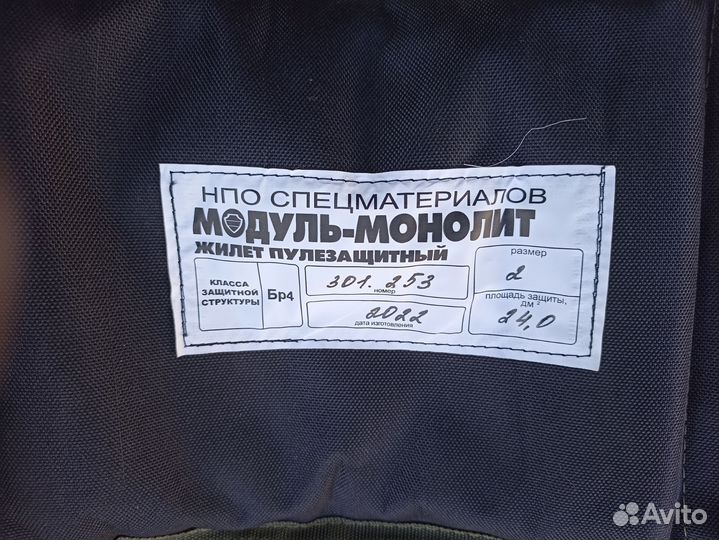 НПО СПЕЦМАТЕРИАЛОВ
МОДУЛЬ-МОНОЛИТ
ЖИЛЕТ ПУЛЕЗАЩИТНЫЙ
КЛАССА
ЗАЩИТНОЙ
СТРУКТУРЫ
Бр4
301. 253
номер
2022
дата изготовления
размер
2
площадь защиты,
дм²
24,0
Avito